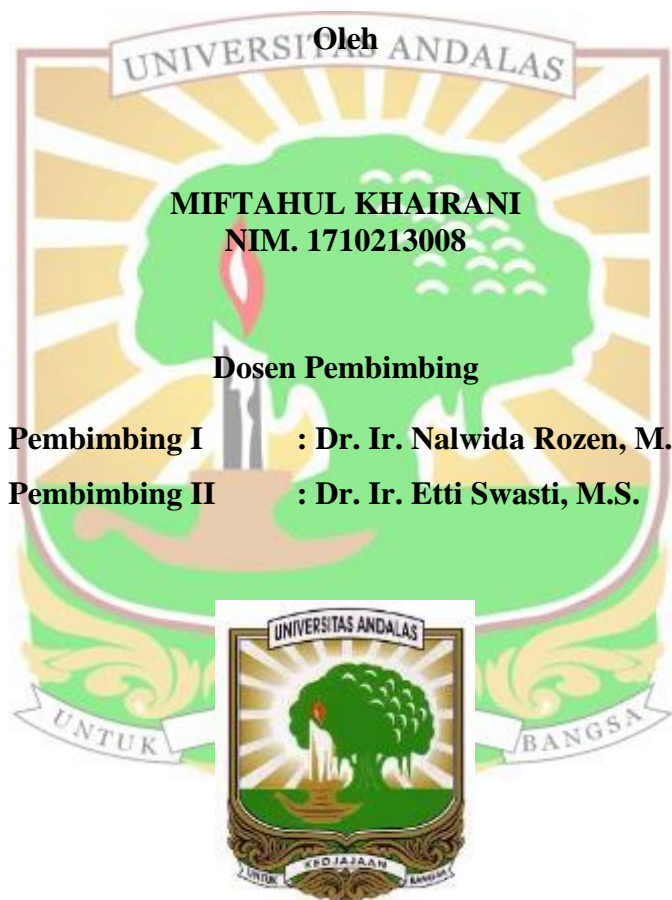 UNIVERSITAS ANDALAS
Oleh
MIFTAHUL KHAIRANI
NIM. 1710213008
Dosen Pembimbing
Pembimbing I : Dr. Ir. Nalwida Rozen, M.
Pembimbing II : Dr. Ir. Etti Swasti, M.S.
UNIVERSITAS ANDALAS
UNTUK BANGSA
UNTUK KEDJAJAAN BANGSA